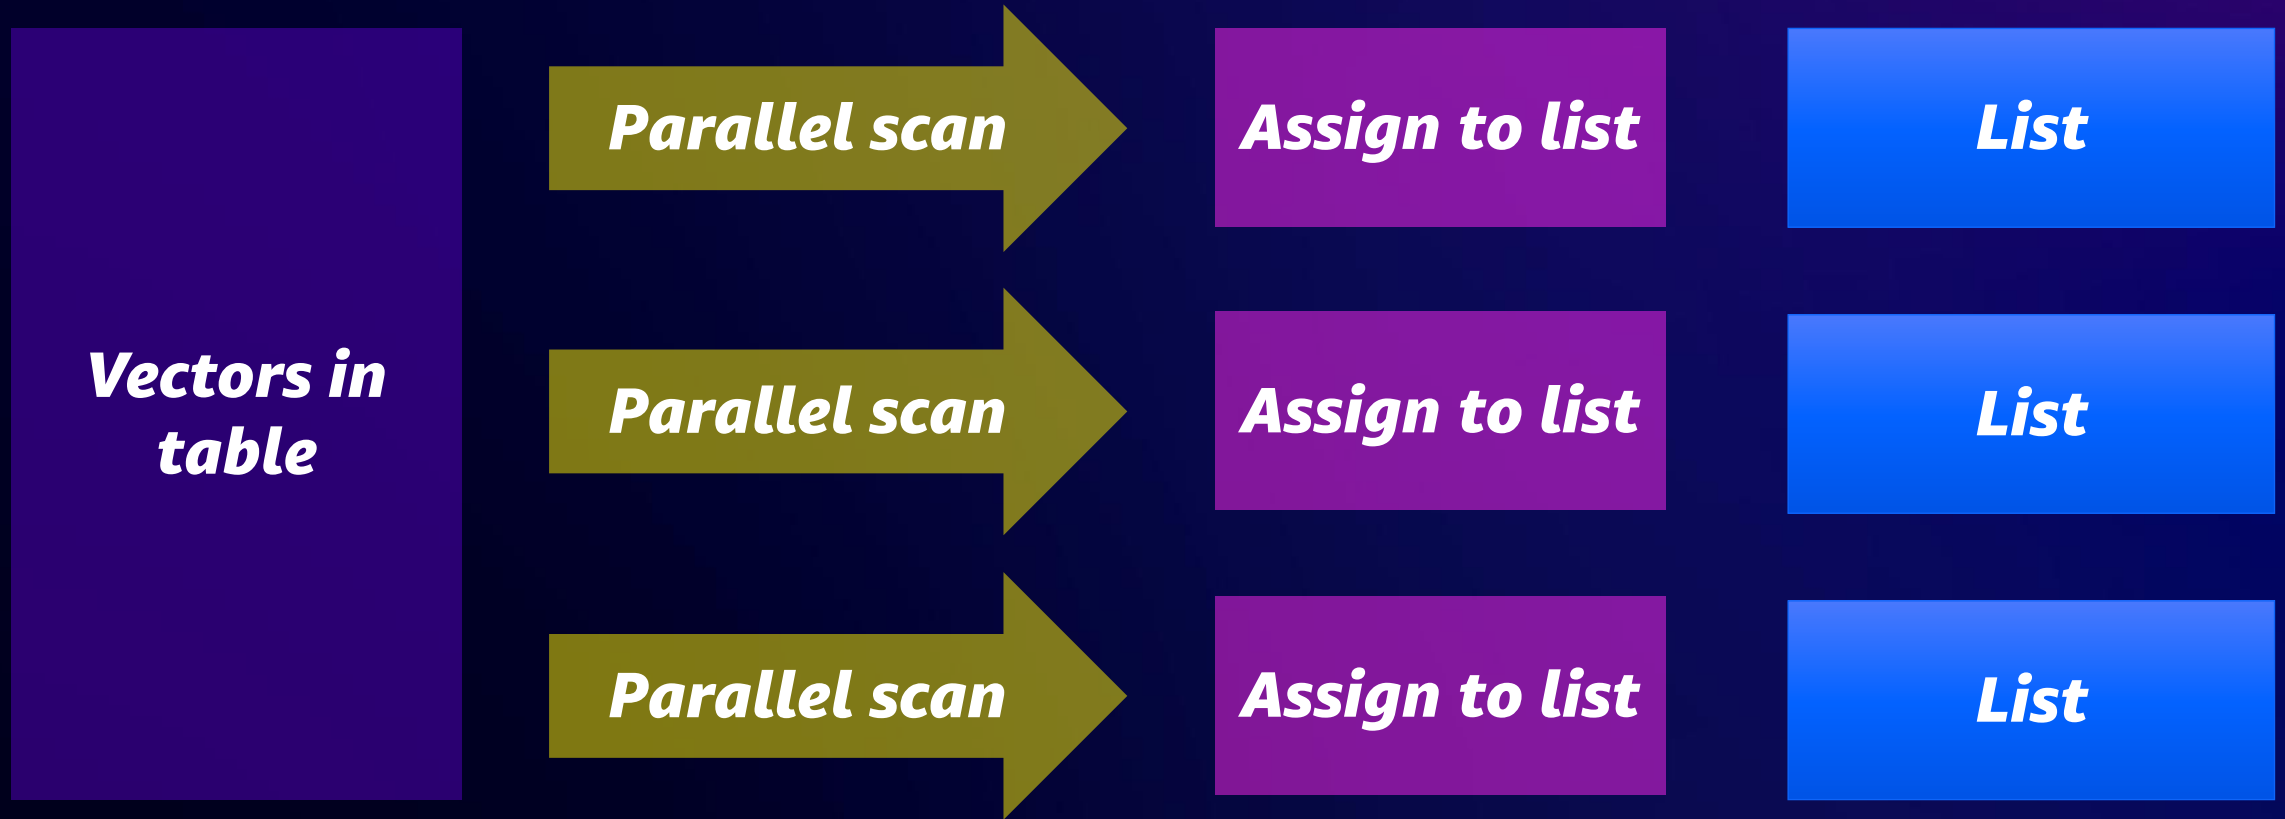 Vectors in
table
Parallel scan
Assign to list
List
Parallel scan
Assign to list
List
Parallel scan
Assign to list
List